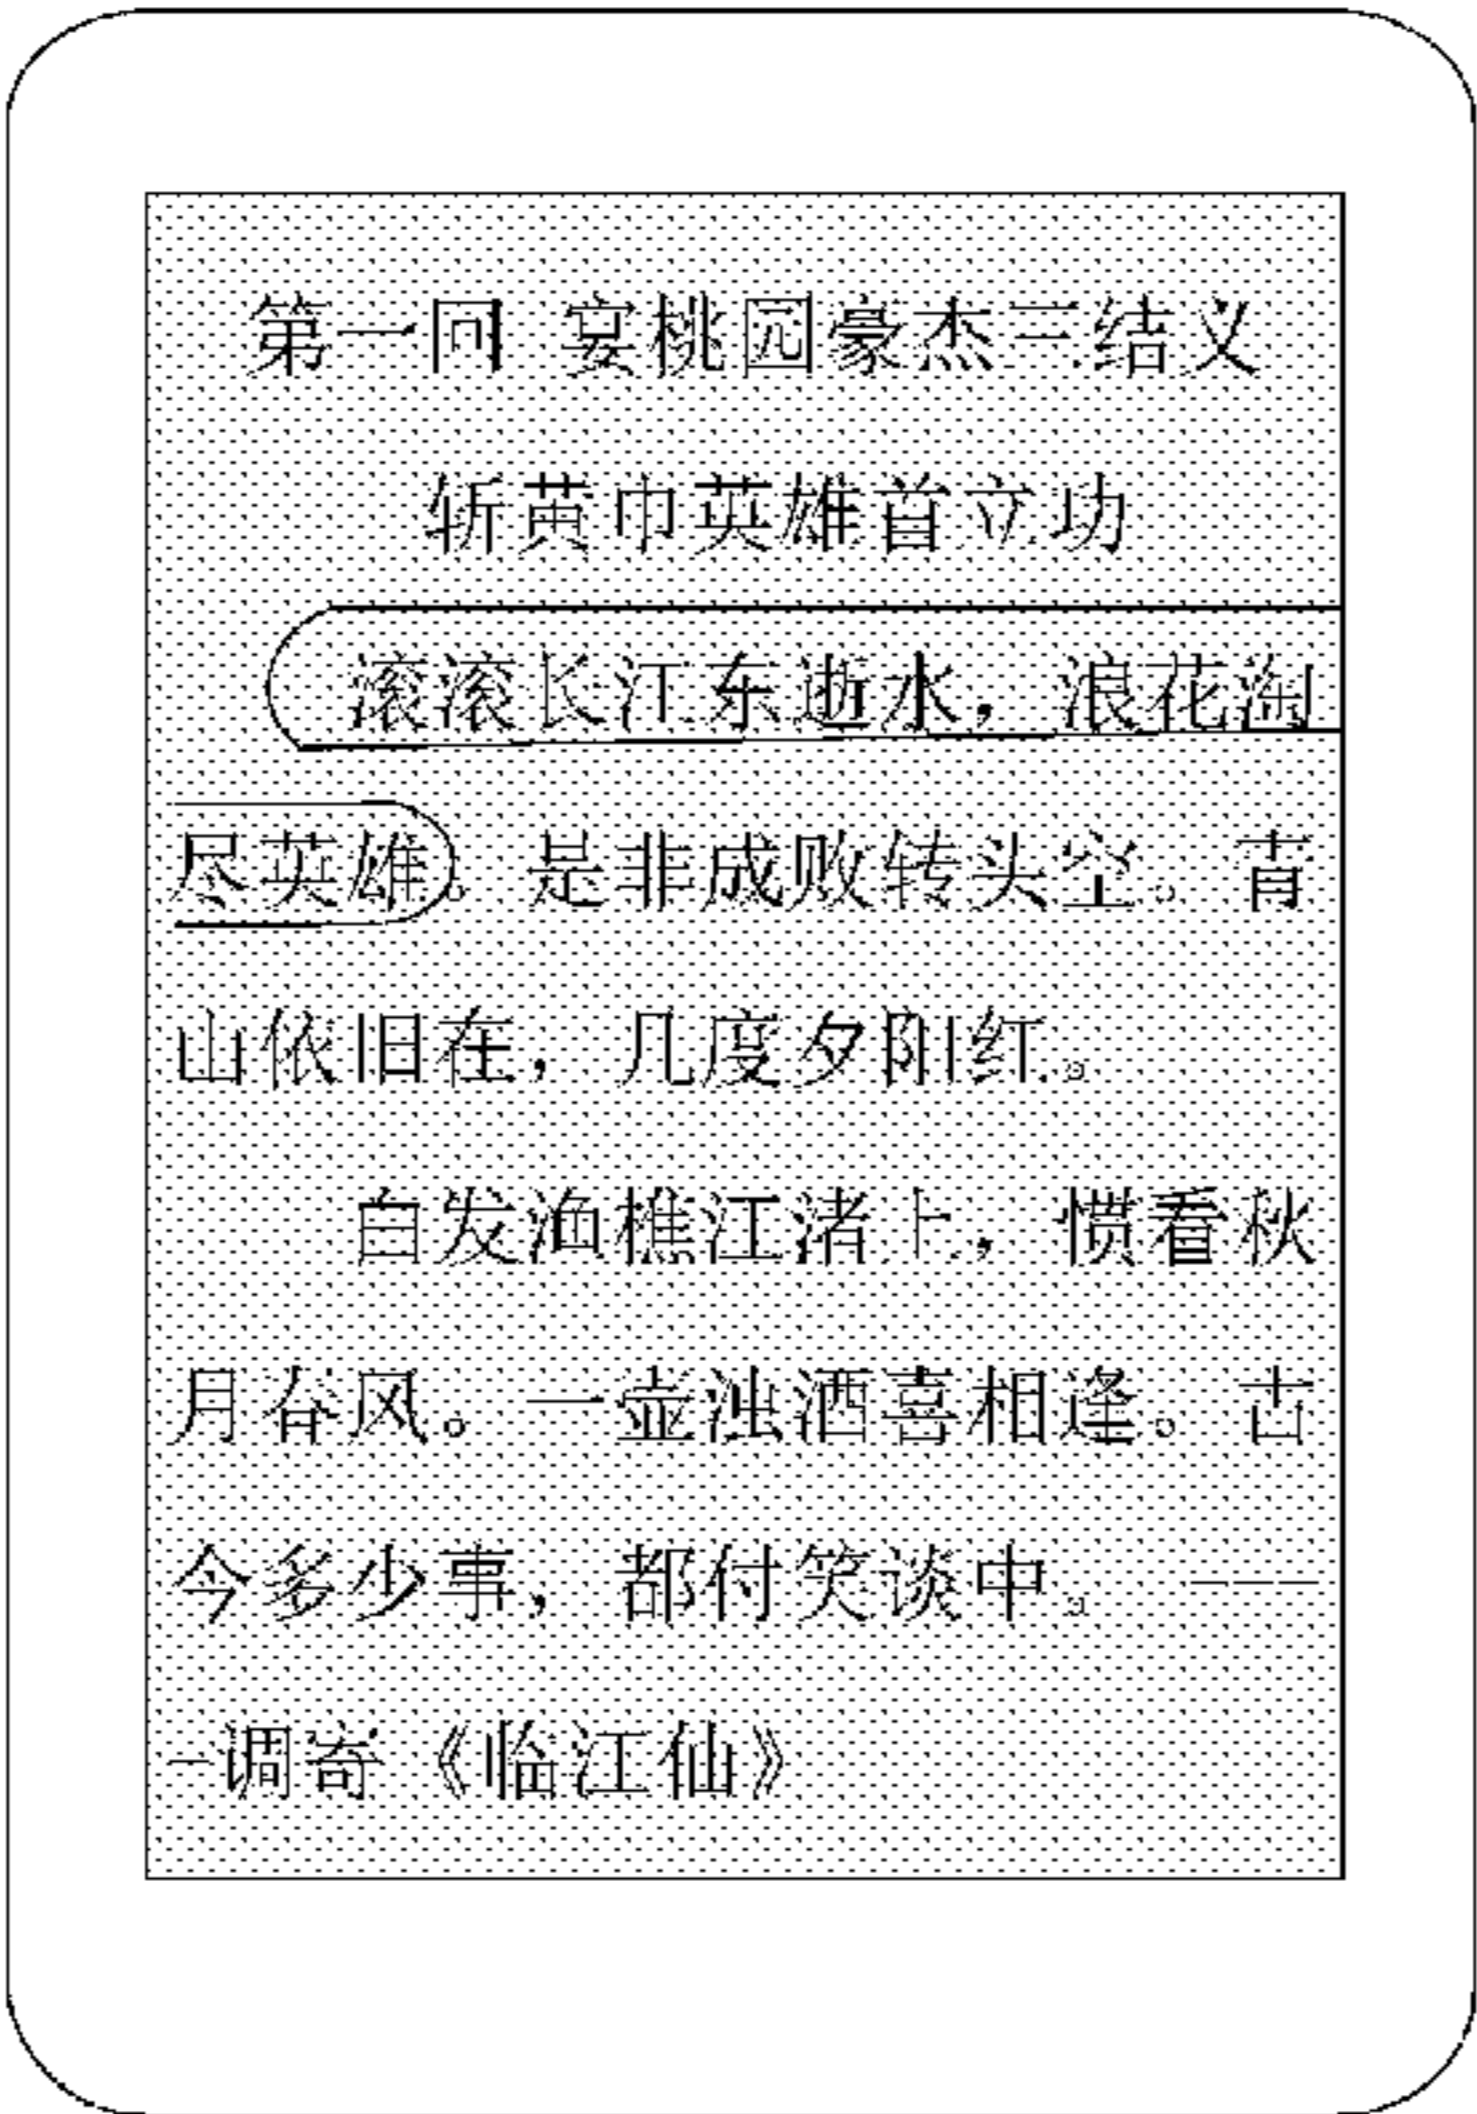 第一回 宴桃园豪杰三结义
斩黄巾英雄首立功
滚滚长江东逝水，浪花淘
尽英雄。是非成败转头空。青
山依旧在，几度夕阳红。
白发渔樵江渚上，惯看秋
月春风。一壶浊酒喜相逢。古
今多少事，都付笑谈中。---
-调寄《临江仙》